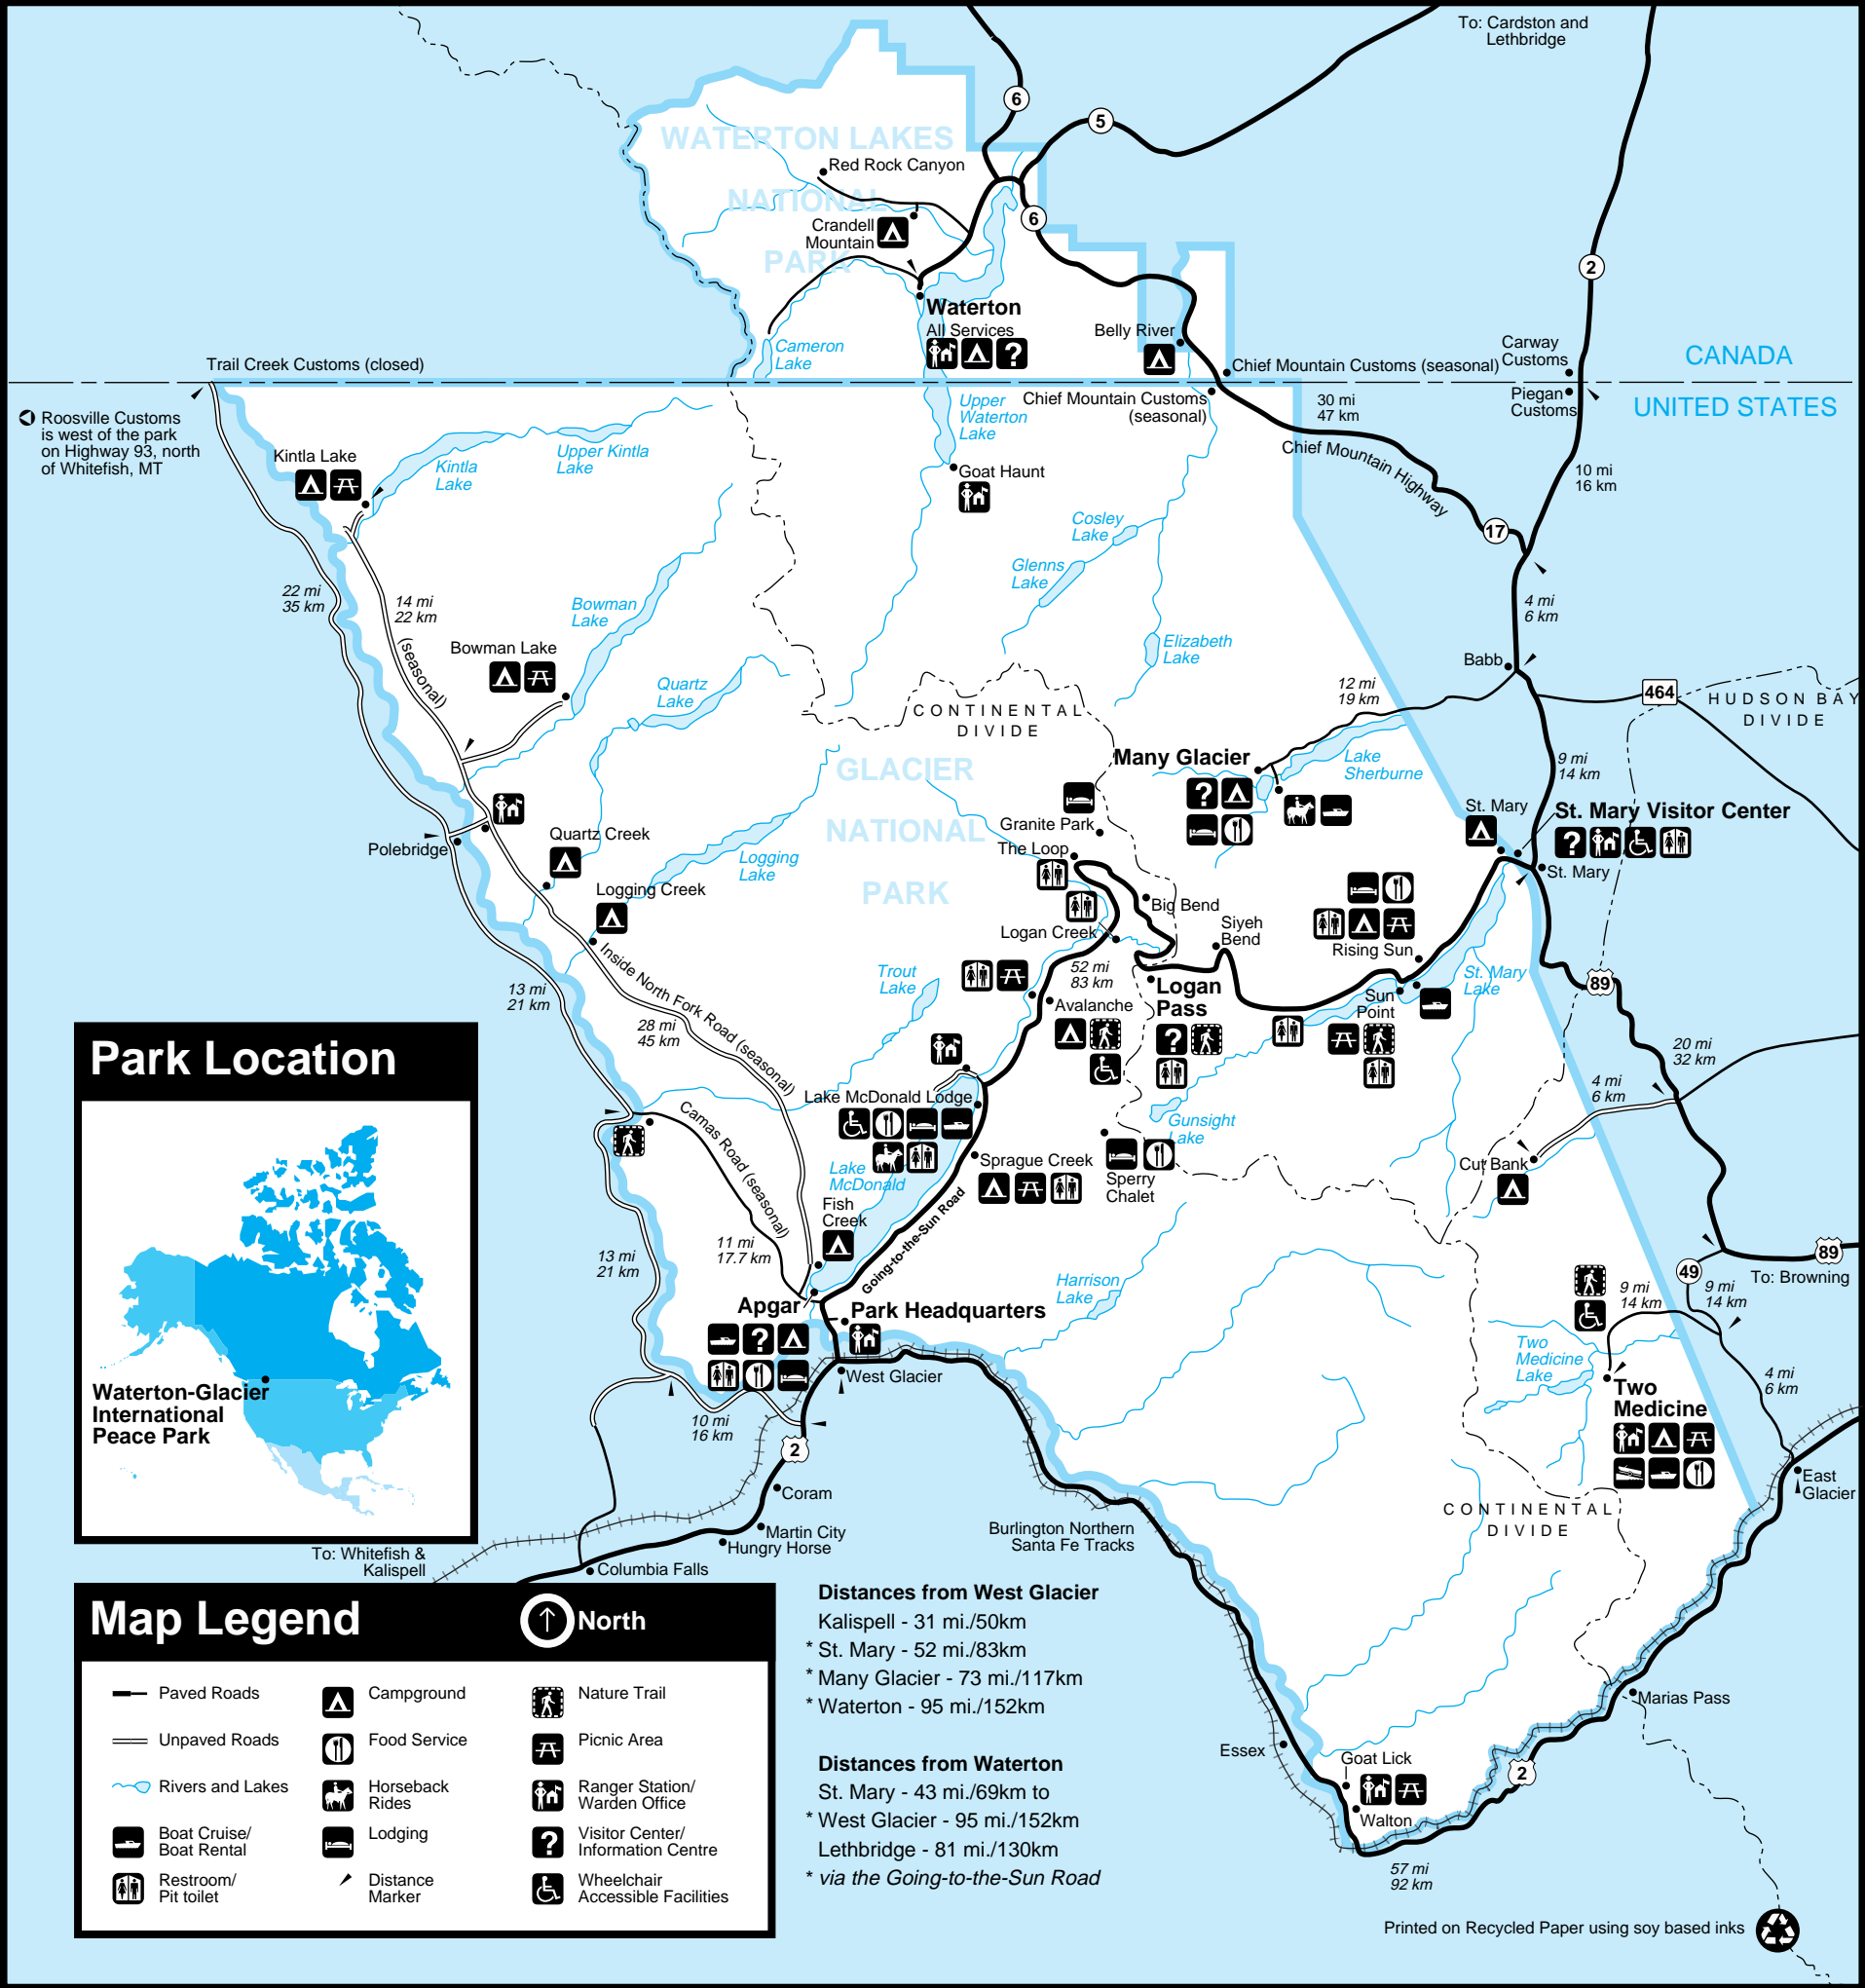 To: Cardston and
Lethbridge
6
5
WATERTON LAKES
NATIONAL
PARK
Red Rock Canyon
Crandell
Mountain
6
2
Waterton
All Services
Cameron
Lake
Belly River
Carway
Customs
CANADA
Trail Creek Customs (closed)
Chief Mountain Customs (seasonal)
Chief Mountain Customs
(seasonal)
Piegan
Customs
UNITED STATES
Roosville Customs
is west of the park
on Highway 93, north
of Whitefish, MT
Upper
Waterton
Lake
30 mi
47 km
Chief Mountain Highway
10 mi
16 km
Kintla Lake
Kintla
Lake
Upper Kintla
Lake
Goat Haunt
Cosley
Lake
17
Glenns
Lake
22 mi
35 km
14 mi
22 km
(seasonal)
Bowman
Lake
4 mi
6 km
Bowman Lake
Elizabeth
Lake
Babb
Quartz
Lake
12 mi
19 km
464
HUDSON BAY
DIVIDE
CONTINENTAL
DIVIDE
GLACIER
NATIONAL
PARK
Many Glacier
Lake
Sherburne
9 mi
14 km
St. Mary
St. Mary Visitor Center
St. Mary
Granite Park
The Loop
Polebridge
Quartz Creek
Logging
Lake
Logging Creek
Big Bend
Logan Creek
Siyeh
Bend
Rising Sun
Inside North Fork Road (seasonal)
Trout
Lake
52 mi
83 km
St. Mary
Lake
89
13 mi
21 km
28 mi
45 km
Avalanche
Logan
Pass
Sun
Point
20 mi
32 km
4 mi
6 km
Park Location
Lake McDonald Lodge
Camas Road (seasonal)
Gunsight
Lake
Lake
McDonald
Sprague Creek
Sperry
Chalet
Cut Bank
Fish
Creek
Going-to-the-Sun Road
11 mi
17.7 km
13 mi
21 km
Harrison
Lake
89
To: Browning
49
9 mi
14 km
9 mi
14 km
Apgar
Park Headquarters
Two
Medicine
Lake
West Glacier
4 mi
6 km
Two
Medicine
Waterton-Glacier
International
Peace Park
10 mi
16 km
2
Coram
East
Glacier
CONTINENTAL
DIVIDE
Martin City
Hungry Horse
Burlington Northern
Santa Fe Tracks
To: Whitefish &
Kalispell
Columbia Falls
Map Legend
North
Paved Roads
Campground
Nature Trail
Unpaved Roads
Food Service
Picnic Area
Rivers and Lakes
Horseback
Rides
Ranger Station/
Warden Office
Boat Cruise/
Boat Rental
Lodging
Visitor Center/
Information Centre
Restroom/
Pit toilet
Distance
Marker
Wheelchair
Accessible Facilities
Distances from West Glacier
Kalispell - 31 mi./50km
* St. Mary - 52 mi./83km
* Many Glacier - 73 mi./117km
* Waterton - 95 mi./152km
Distances from Waterton
St. Mary - 43 mi./69km to
* West Glacier - 95 mi./152km
Lethbridge - 81 mi./130km
* via the Going-to-the-Sun Road
Marias Pass
Essex
Goat Lick
2
Walton
57 mi
92 km
Printed on Recycled Paper using soy based inks